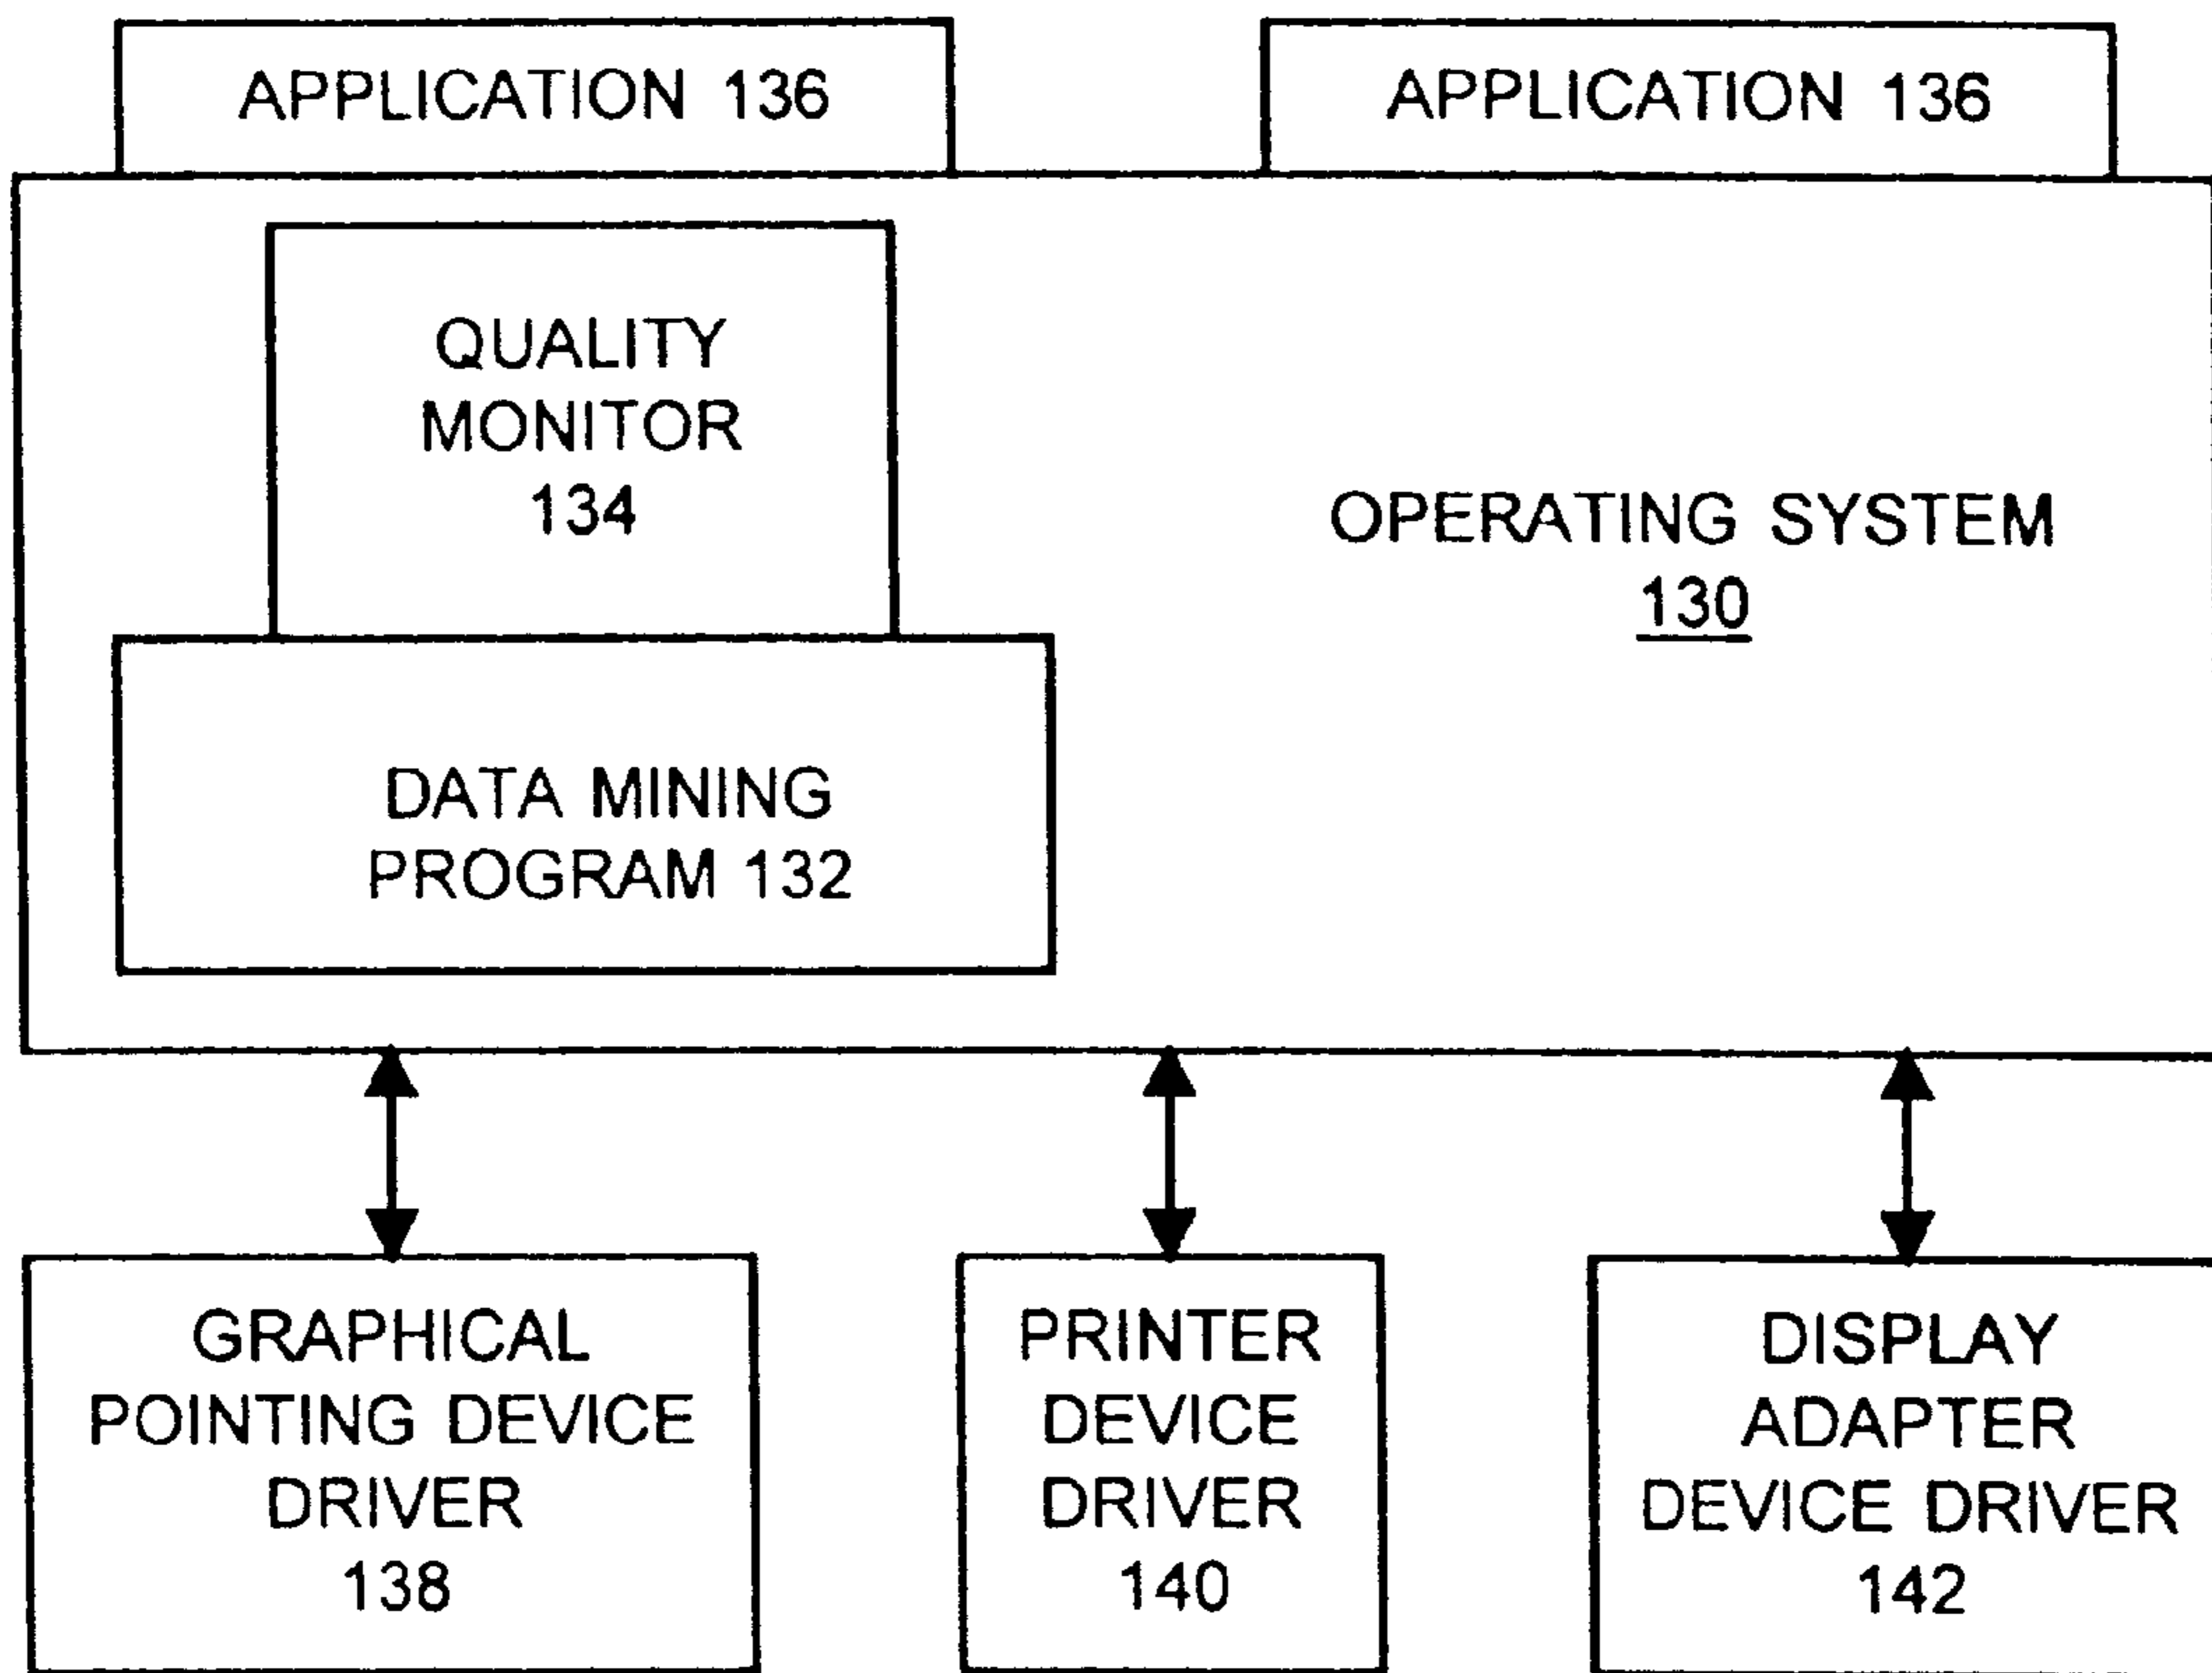 APPLICATION 136
APPLICATION 136
QUALITY
MONITOR
134
OPERATING SYSTEM
130
DATA MINING
PROGRAM 132
GRAPHICAL
POINTING DEVICE
DRIVER
138
PRINTER
DEVICE
DRIVER
140
DISPLAY
ADAPTER
DEVICE DRIVER
142